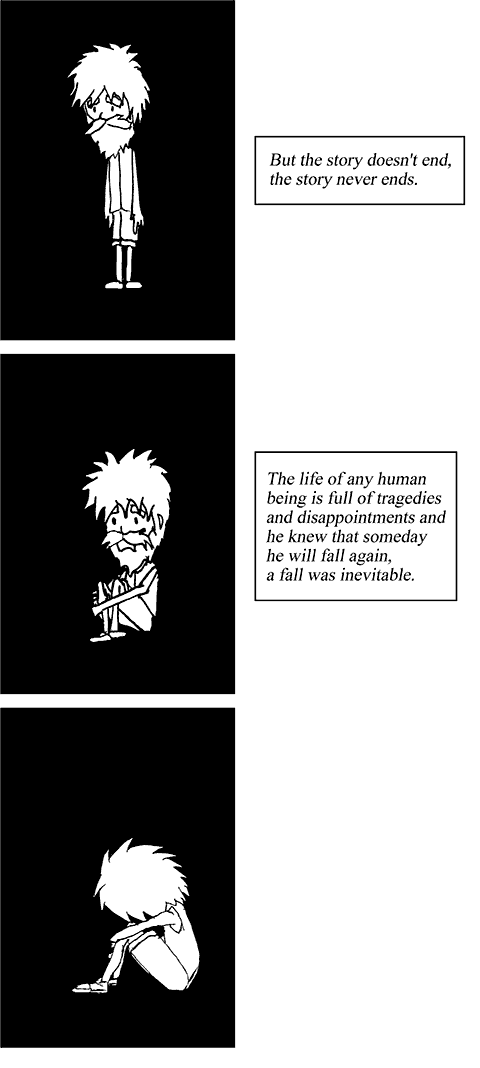 But the story doesn't end,
the story never ends.
The life of any human
being is full of tragedies
and disappointments and
he knew that someday
he will fall again,
a fall was inevitable.